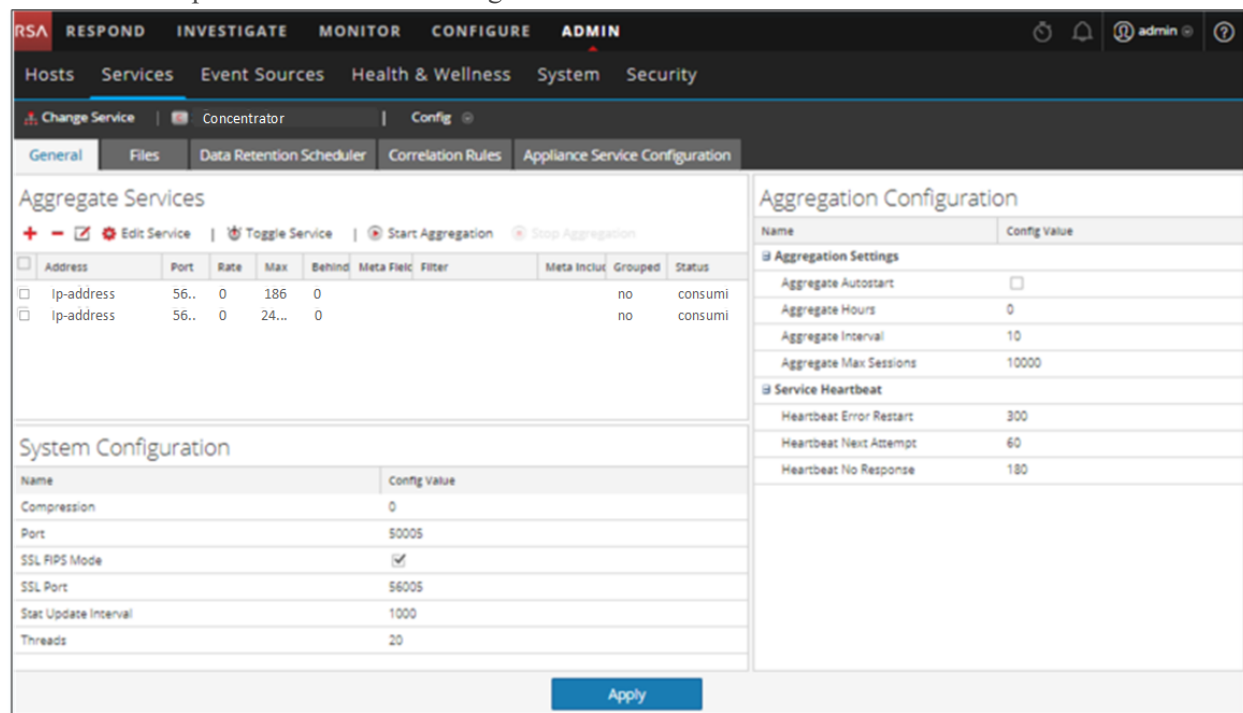 RSA RESPOND INVESTIGATE MONITOR CONFIGURE ADMIN admin ?
Hosts Services Event Sources Health & Wellness System Security
Change Service | Concentrator | Config
General Files Data Retention Scheduler Correlation Rules Appliance Service Configuration
Aggregate Services
Edit Service | Toggle Service | Start Aggregation Stop Aggregation
Address Port Rate Max Behind Meta Field Filter Meta Includ Grouped Status
Ip-address 56.. 0 186 0 no consumi
Ip-address 56.. 0 24... 0 no consumi
System Configuration
Name Config Value
Compression 0
Port 50005
SSL FIPS Mode
SSL Port 56005
Stat Update Interval 1000
Threads 20
Aggregation Configuration
Name Config Value
Aggregation Settings
Aggregate Autostart
Aggregate Hours 0
Aggregate Interval 10
Aggregate Max Sessions 10000
Service Heartbeat
Heartbeat Error Restart 300
Heartbeat Next Attempt 60
Heartbeat No Response 180
Apply